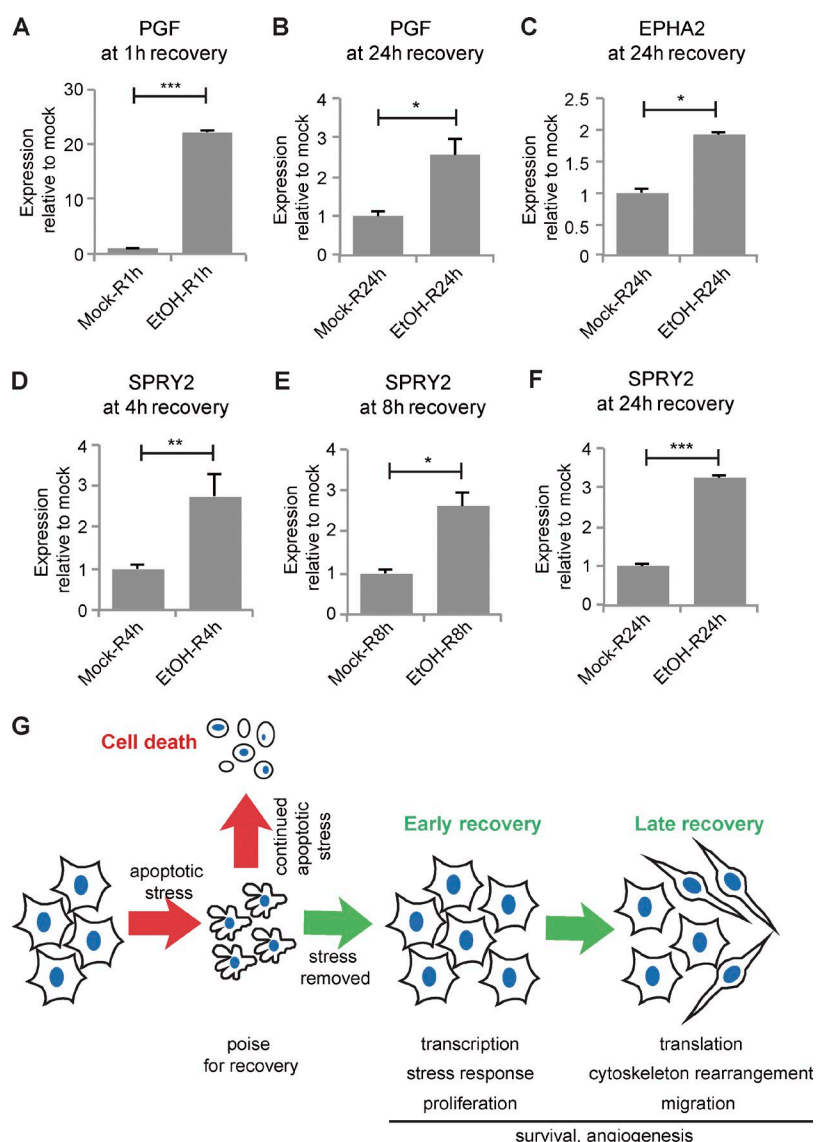 A
PGF
at 1h recovery
***
Expression
relative to mock
30
20
10
0
Mock-R1h
EtOH-R1h
B
PGF
at 24h recovery
*
Expression
relative to mock
4
3
2
1
0
Mock-R24h
EtOH-R24h
C
EPHA2
at 24h recovery
*
Expression
relative to mock
2.5
2
1.5
1
0.5
0
Mock-R24h
EtOH-R24h
D
SPRY2
at 4h recovery
**
Expression
relative to mock
4
3
2
1
0
Mock-R4h
EtOH-R4h
E
SPRY2
at 8h recovery
*
Expression
relative to mock
4
3
2
1
0
Mock-R8h
EtOH-R8h
F
SPRY2
at 24h recovery
***
Expression
relative to mock
4
3
2
1
0
Mock-R24h
EtOH-R24h
G
Cell death
continued
apoptotic
stress
Early recovery
Late recovery
apoptotic
stress
stress
removed
poise
for recovery
transcription
stress response
proliferation
translation
cytoskeleton rearrangement
migration
survival, angiogenesis